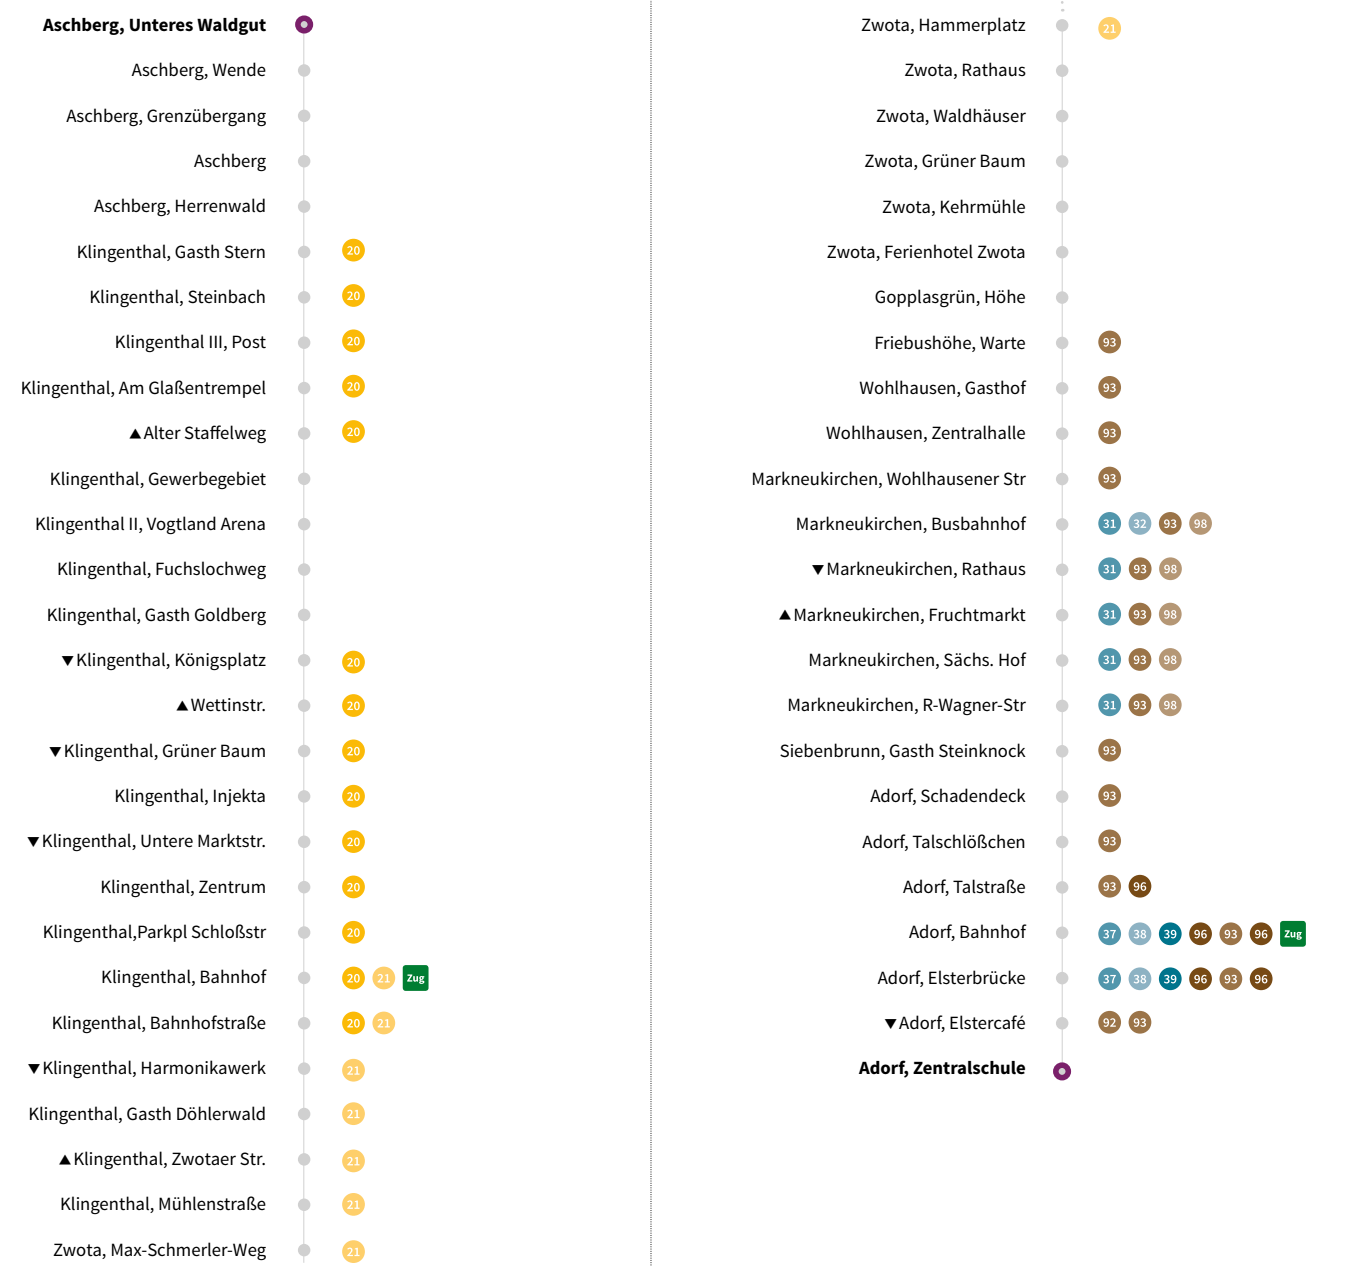 Aschberg, Unteres Waldgut
Aschberg, Wende
Aschberg, Grenzübergang
Aschberg
Aschberg, Herrenwald
Klingenthal, Gasth Stern 20
Klingenthal, Steinbach 20
Klingenthal III, Post 20
Klingenthal, Am Glaßentrempel 20
▲Alter Staffelweg 20
Klingenthal, Gewerbegebiet
Klingenthal II, Vogtland Arena
Klingenthal, Fuchslochweg
Klingenthal, Gasth Goldberg
▼Klingenthal, Königsplatz 20
▲Wettinstr. 20
▼Klingenthal, Grüner Baum 20
Klingenthal, Injekta 20
▼Klingenthal, Untere Marktstr. 20
Klingenthal, Zentrum 20
Klingenthal,Parkpl Schloßstr 20
Klingenthal, Bahnhof 20 21 Zug
Klingenthal, Bahnhofstraße 20 21
▼Klingenthal, Harmonikawerk 21
Klingenthal, Gasth Döhlerwald 21
▲Klingenthal, Zwotaer Str. 21
Klingenthal, Mühlenstraße 21
Zwota, Max-Schmerler-Weg 21
Zwota, Hammerplatz 21
Zwota, Rathaus
Zwota, Waldhäuser
Zwota, Grüner Baum
Zwota, Kehrmühle
Zwota, Ferienhotel Zwota
Gopplasgrün, Höhe
Friebushöhe, Warte 93
Wohlhausen, Gasthof 93
Wohlhausen, Zentralhalle 93
Markneukirchen, Wohlhausener Str 93
Markneukirchen, Busbahnhof 31 32 93 98
▼Markneukirchen, Rathaus 31 93 98
▲Markneukirchen, Fruchtmarkt 31 93 98
Markneukirchen, Sächs. Hof 31 93 98
Markneukirchen, R-Wagner-Str 31 93 98
Siebenbrunn, Gasth Steinknock 93
Adorf, Schadendeck 93
Adorf, Talschlößchen 93
Adorf, Talstraße 93 96
Adorf, Bahnhof 37 38 39 96 93 96 Zug
Adorf, Elsterbrücke 37 38 39 96 93 96
▼Adorf, Elstercafé 92 93
Adorf, Zentralschule